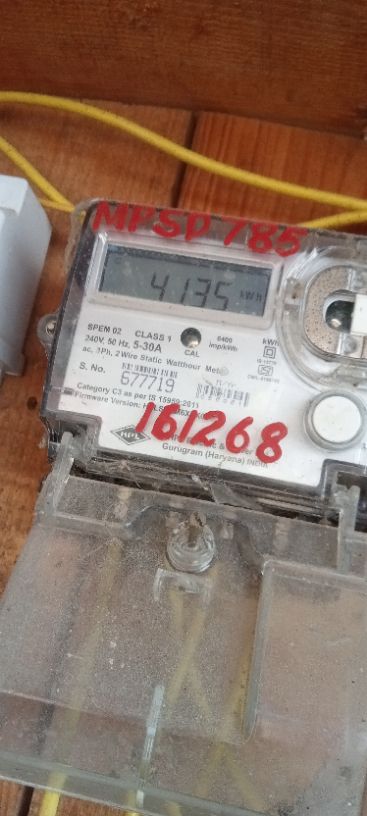 MPSD 785
4135 kWh
SPEM 02 CLASS 1 6400 kWh
240V, 50 Hz, 5-30A CAL imp/kWh
ac, 1Ph, 2 Wire Static Watthour Meter
S. No. 677719
Category C3 as per IS 15959:2011
Firmware Version:
161268
HPL
Gurugram (Haryana) INDIA